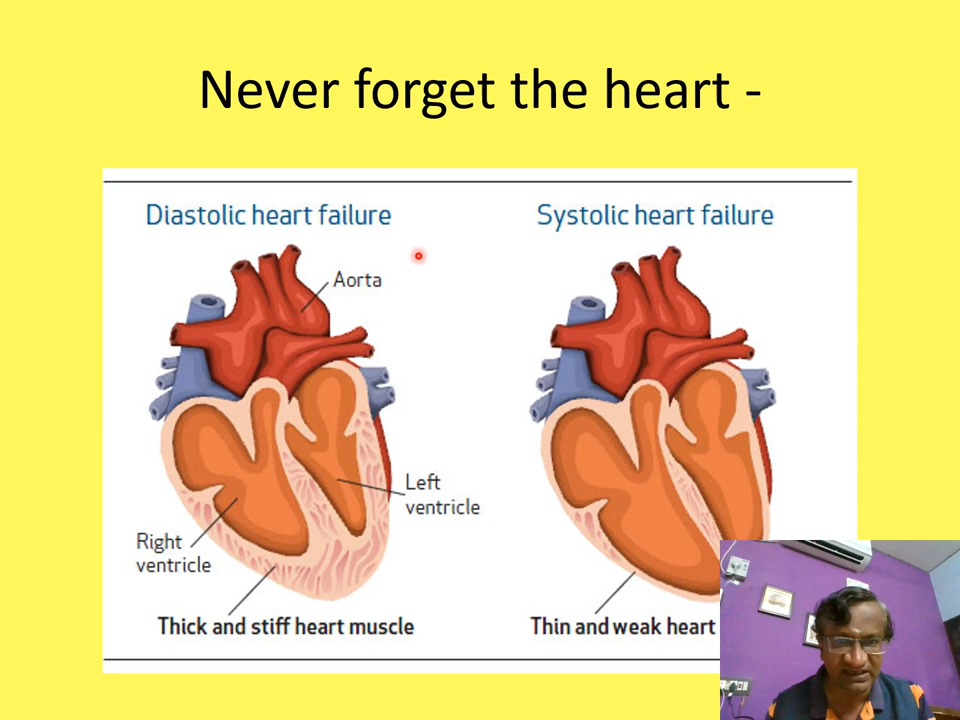 Never forget the heart -
Diastolic heart failure
Systolic heart failure
Aorta
Left
ventricle
Right
ventricle
Thick and stiff heart muscle
Thin and weak heart